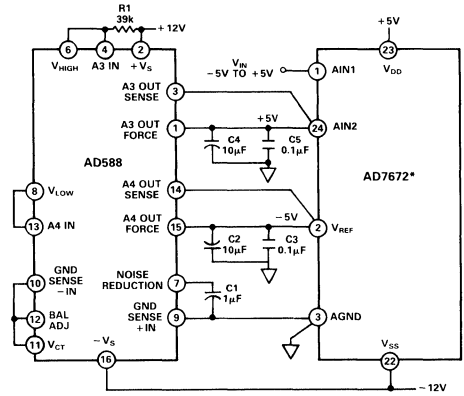 R1
39k
+12V
6
4
2
VHIGH
A3 IN
+VS
A3 OUT
SENSE
3
A3 OUT
FORCE
1
+5V
C4
10µF
C5
0.1µF
AD588
A4 OUT
SENSE
14
A4 OUT
FORCE
15
-5V
C2
10µF
C3
0.1µF
8
VLOW
13
A4 IN
NOISE
REDUCTION
7
C1
1µF
10
GND
SENSE
-IN
GND
SENSE
+IN
9
12
BAL
ADJ
11
VCT
-VS
16
VIN
-5V TO +5V
+5V
23
VDD
1
AIN1
24
AIN2
AD7672*
2
VREF
3
AGND
VSS
22
-12V